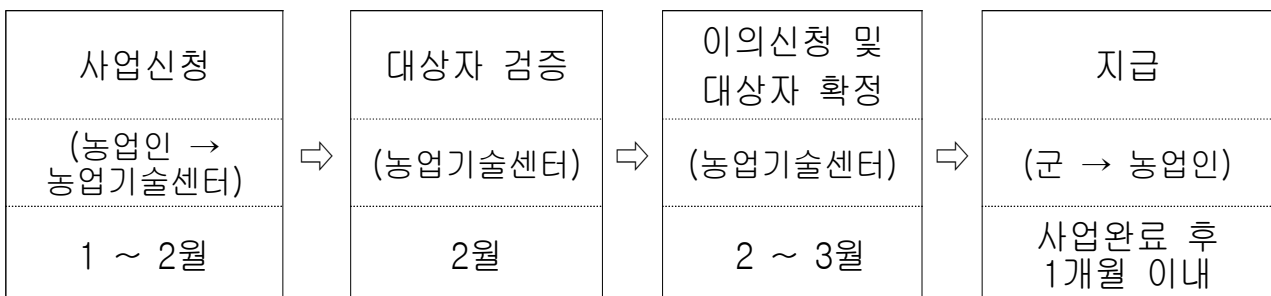 사업신청
(농업인 →
농업기술센터)
1 ~ 2월
⇨
대상자 검증
(농업기술센터)
2월
⇨
이의신청 및
대상자 확정
(농업기술센터)
2 ~ 3월
⇨
지급
(군 → 농업인)
사업완료 후
1개월 이내